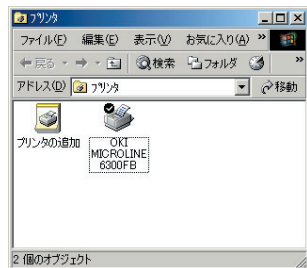 プリンタ
ファイル(F) 編集(E) 表示(V) お気に入り(A) »
戻る 検索 フォルダ »
アドレス(D) プリンタ 移動
プリンタの追加
OKI
MICROLINE
6300FB
2 個のオブジェクト